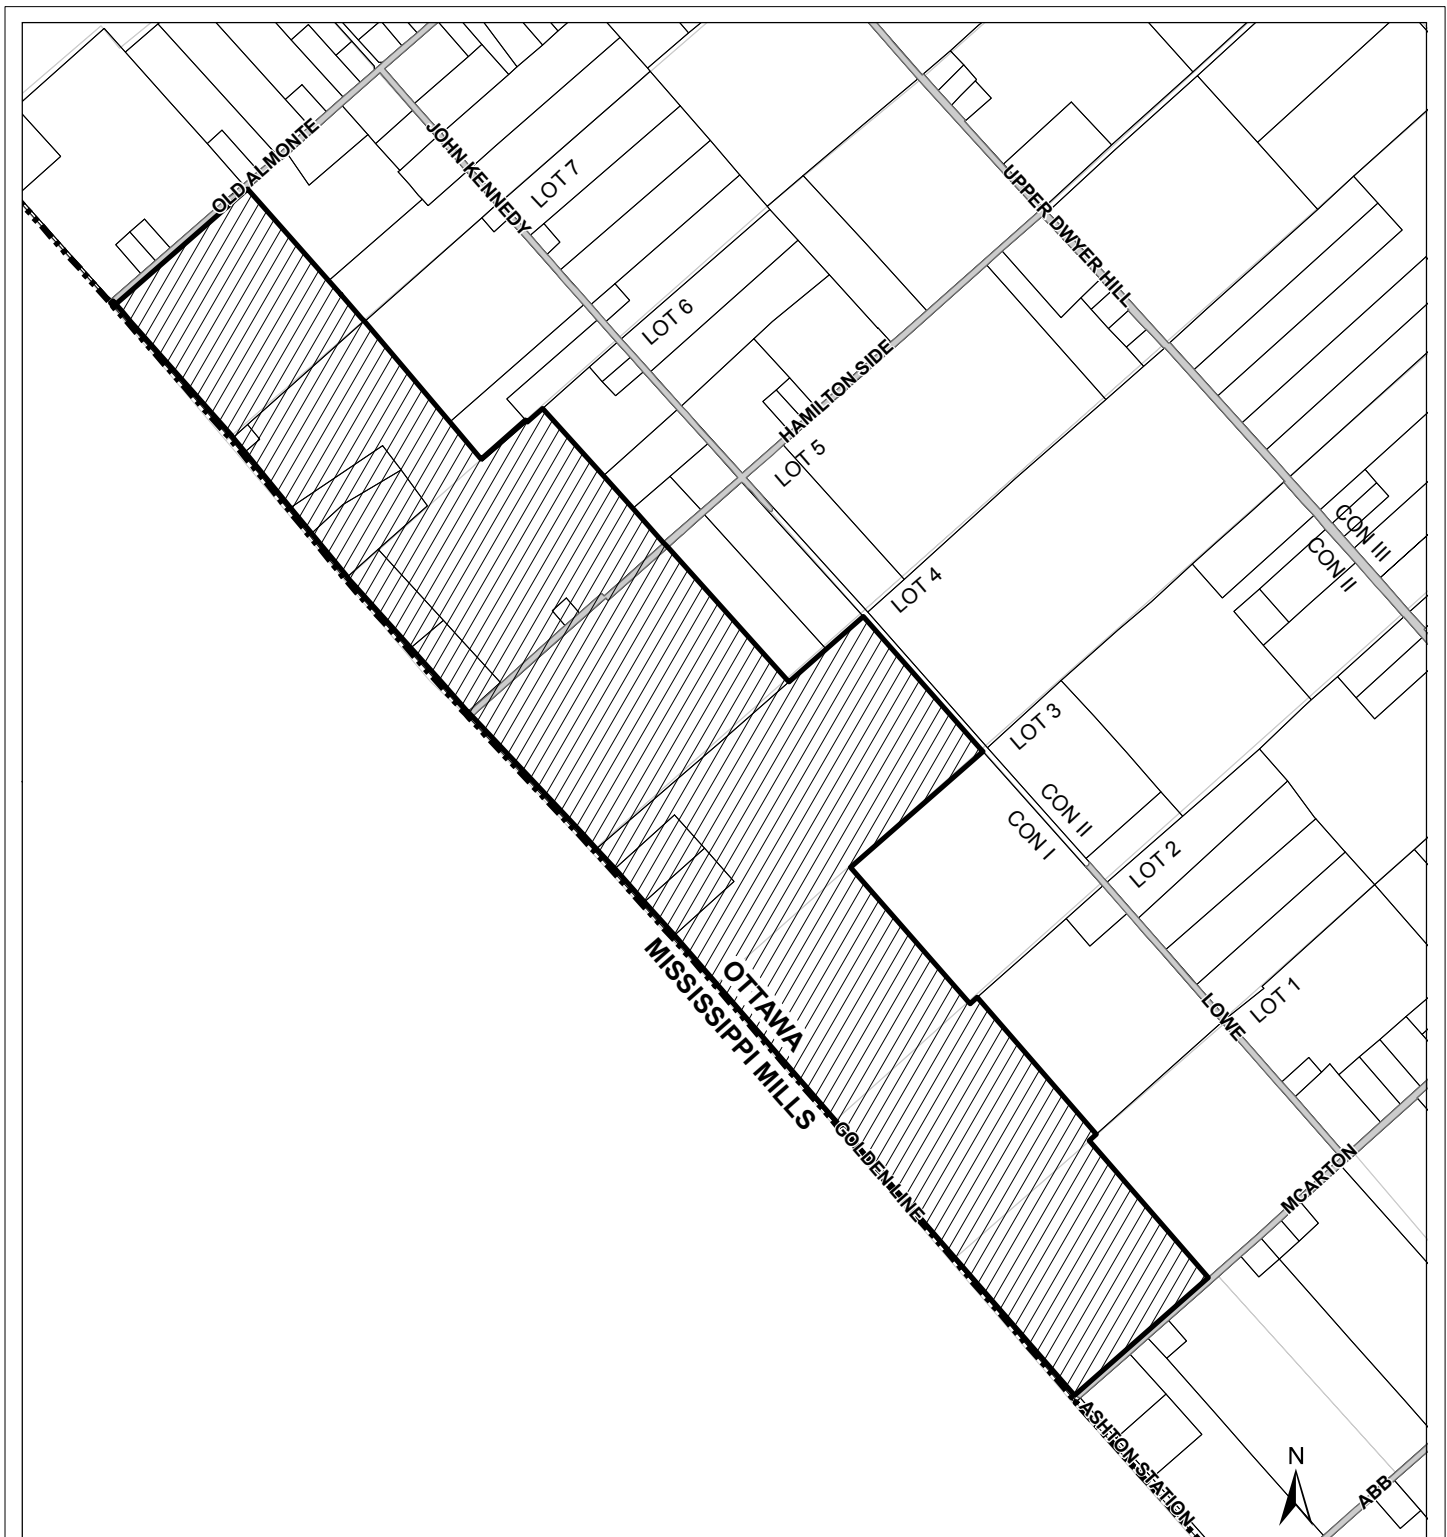 OLD ALMONTE
JOHN KENNEDY
LOT 7
UPPER DWYER HILL
LOT 6
HAMILTON SIDE
LOT 5
CON III
CON II
LOT 4
LOT 3
CON II
CON I
LOT 2
OTTAWA
MISSISSIPPI MILLS
LOWE
LOT 1
GOLDEN LINE
MCARTON
ASHTON STATION
N
ABB